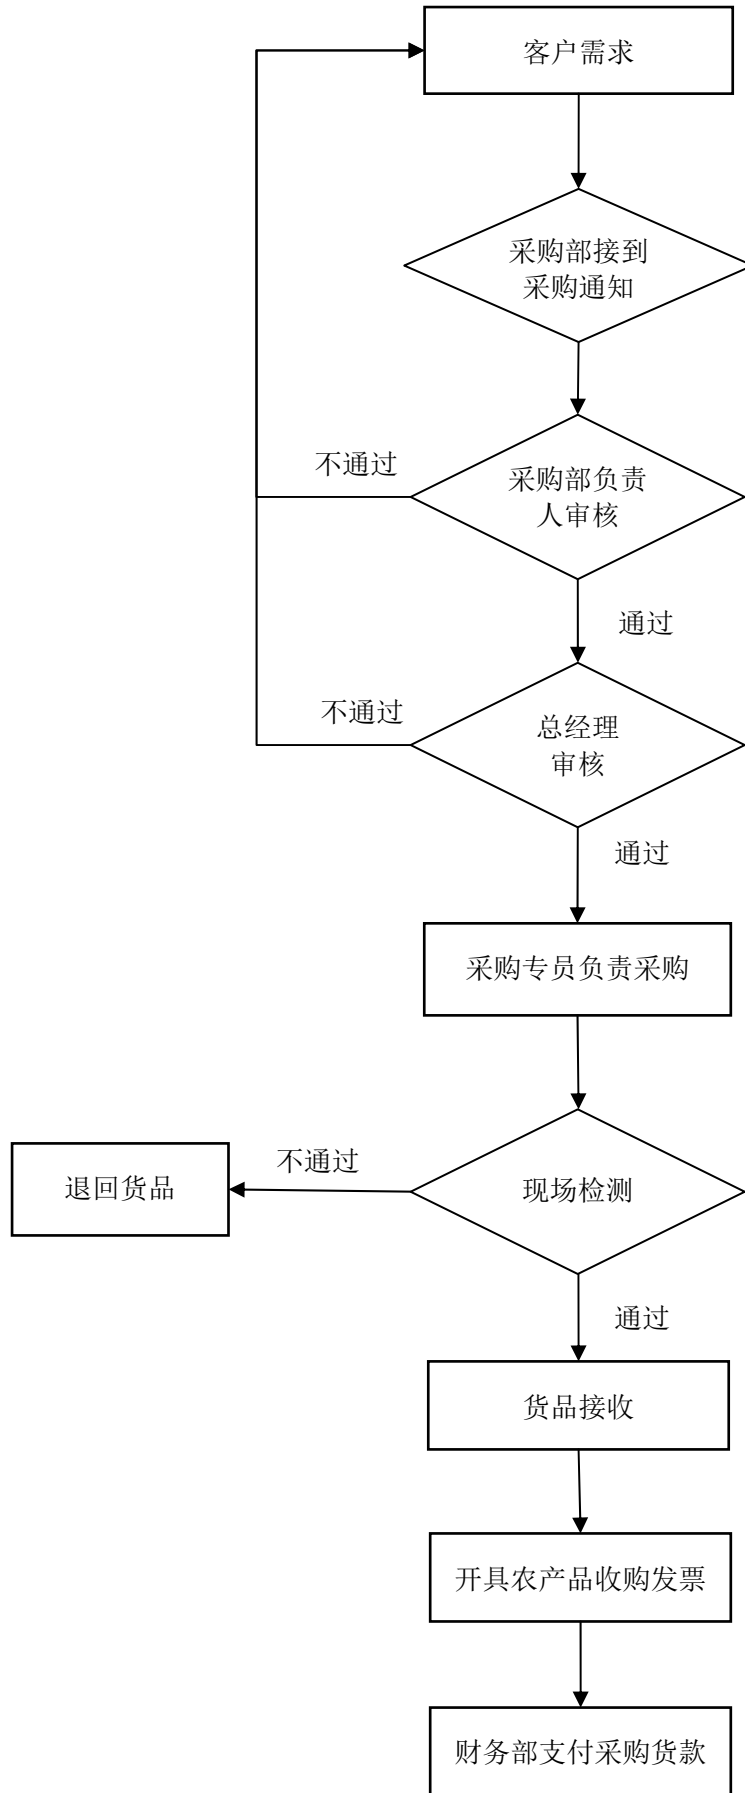 客户需求
采购部接到
采购通知
不通过
采购部负责
人审核
通过
不通过
总经理
审核
通过
采购专员负责采购
不通过
退回货品
现场检测
通过
货品接收
开具农产品收购发票
财务部支付采购货款